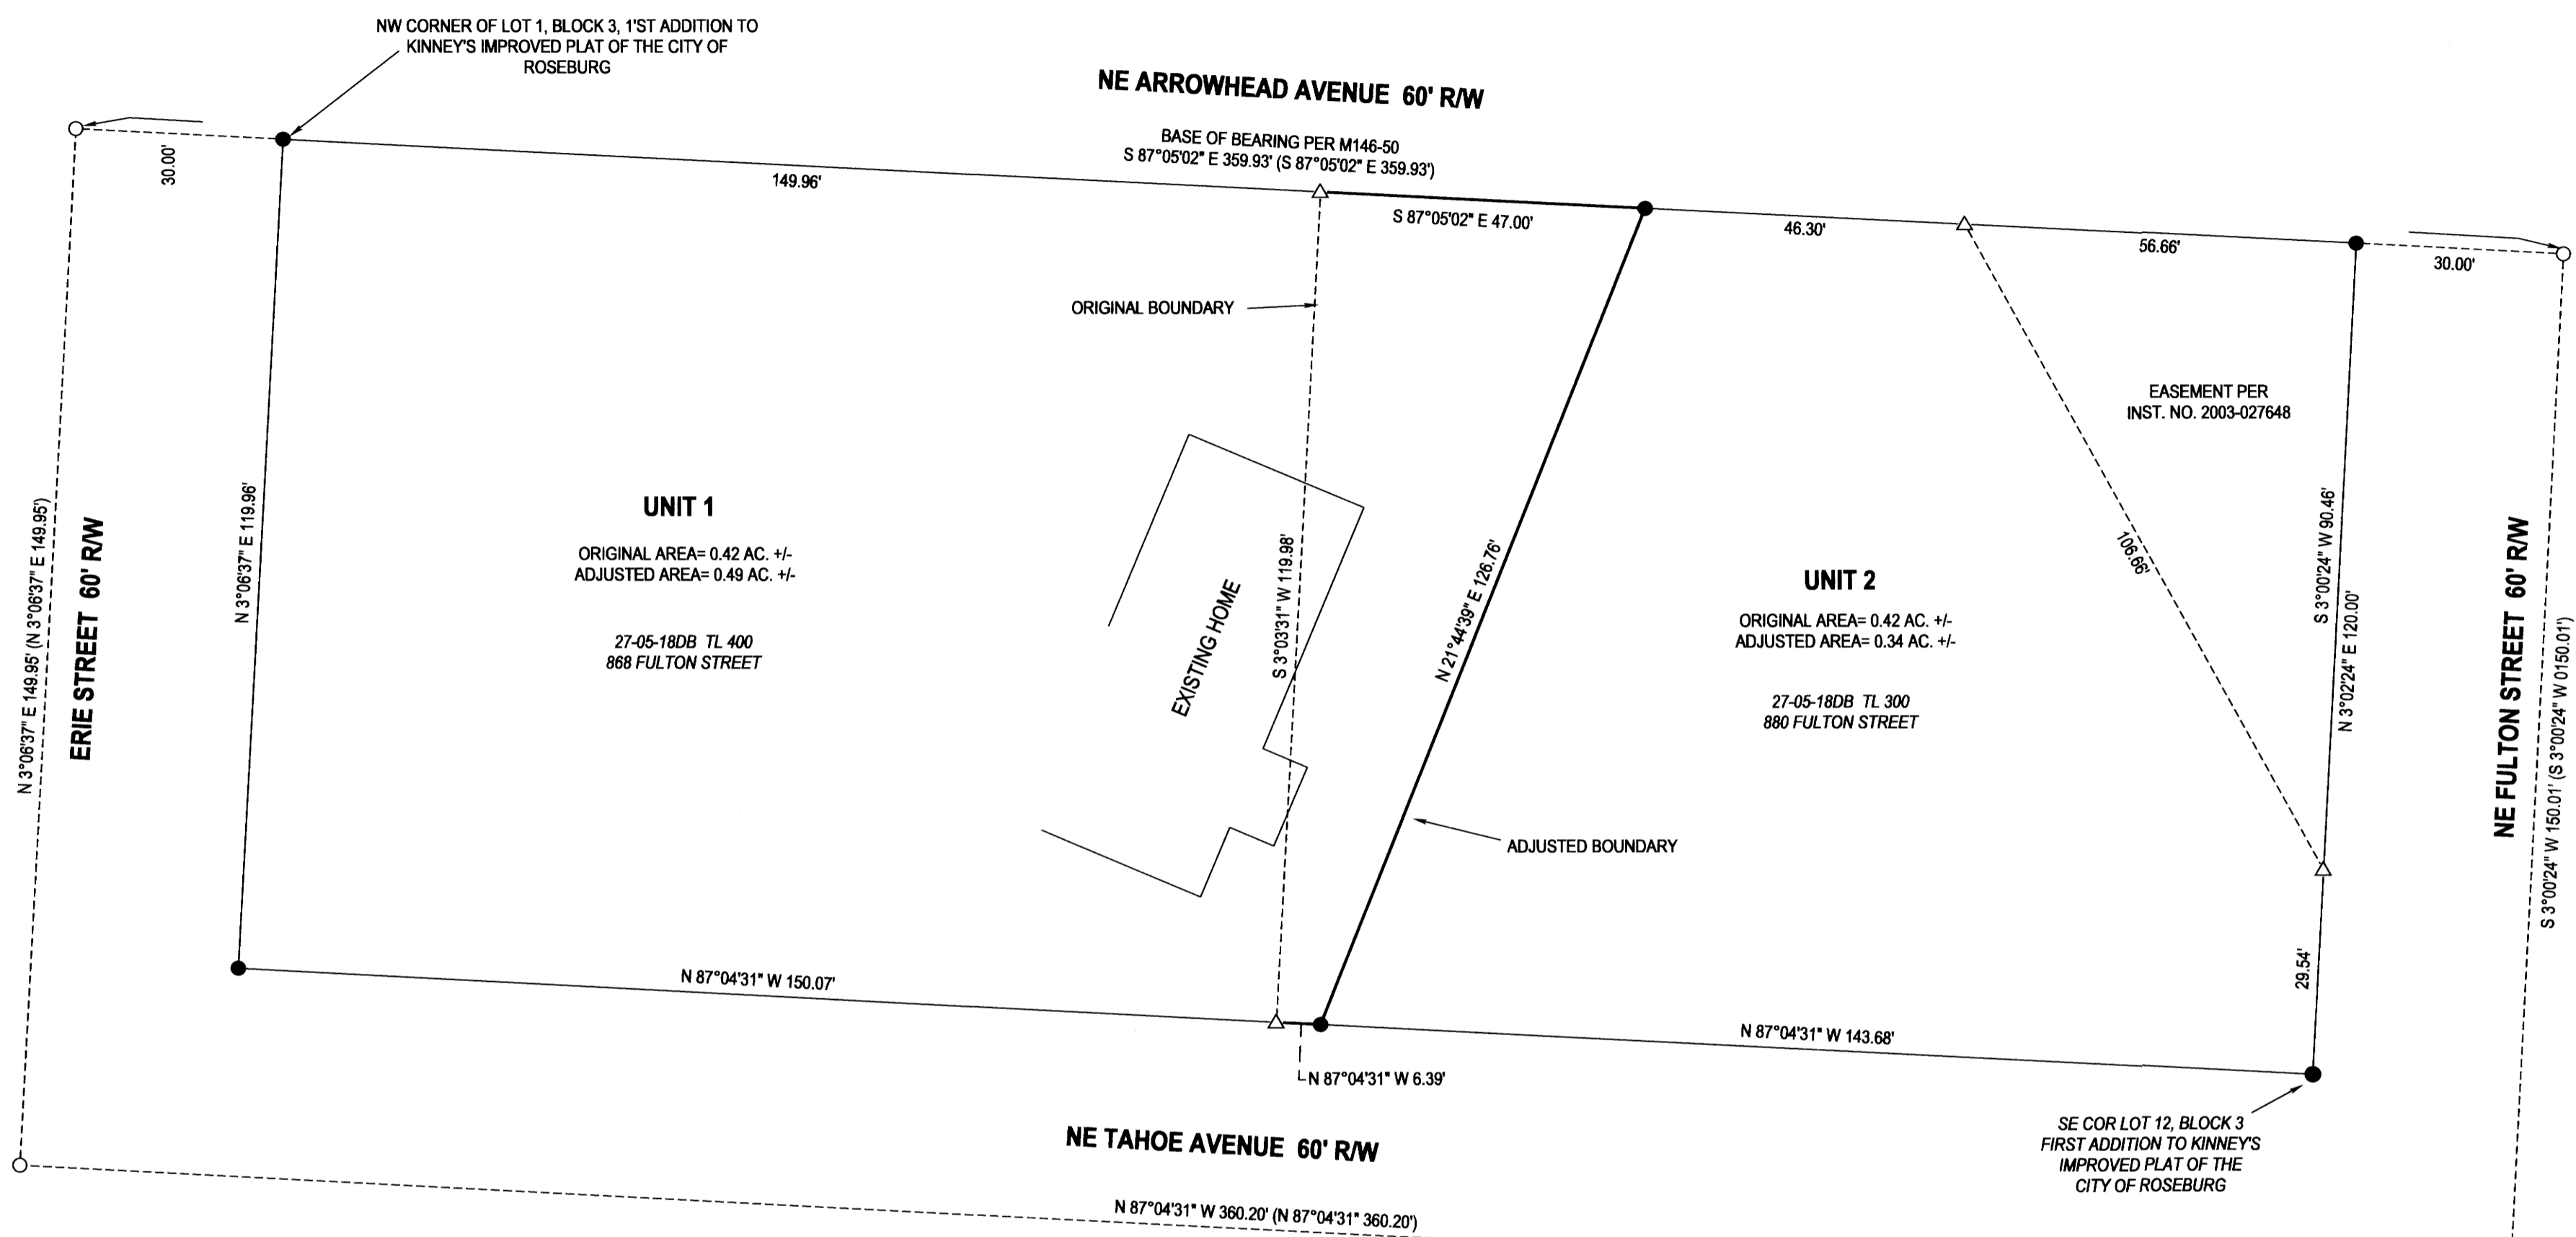 NW CORNER OF LOT 1, BLOCK 3, 1'ST ADDITION TO
KINNEY'S IMPROVED PLAT OF THE CITY OF
ROSEBURG
NE ARROWHEAD AVENUE 60' R/W
BASE OF BEARING PER M146-50
S 87°05'02" E 359.93' (S 87°05'02" E 359.93')
30.00'
149.96'
S 87°05'02" E 47.00'
46.30'
56.66'
30.00'
ORIGINAL BOUNDARY
EASEMENT PER
INST. NO. 2003-027648
N 3°06'37" E 149.95' (N 3°06'37" E 149.95')
ERIE STREET 60' R/W
N 3°06'37" E 119.96'
UNIT 1
ORIGINAL AREA= 0.42 AC. +/-
ADJUSTED AREA= 0.49 AC. +/-
27-05-18DB TL 400
868 FULTON STREET
EXISTING HOME
S 3°03'31" W 119.98'
N 21°44'39" E 126.76'
UNIT 2
ORIGINAL AREA= 0.42 AC. +/-
ADJUSTED AREA= 0.34 AC. +/-
27-05-18DB TL 300
880 FULTON STREET
106.66'
S 3°00'24" W 90.46'
N 3°02'24" E 120.00'
NE FULTON STREET 60' R/W
S 3°00'24" W 150.01' (S 3°00'24" W 0150.01')
ADJUSTED BOUNDARY
29.54'
N 87°04'31" W 150.07'
N 87°04'31" W 143.68'
N 87°04'31" W 6.39'
NE TAHOE AVENUE 60' R/W
SE COR LOT 12, BLOCK 3
FIRST ADDITION TO KINNEY'S
IMPROVED PLAT OF THE
CITY OF ROSEBURG
N 87°04'31" W 360.20' (N 87°04'31" 360.20')